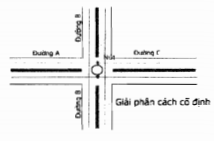 Đường B
Nút
Đường A
Đường C
Đường B
Giải phân cách cố định